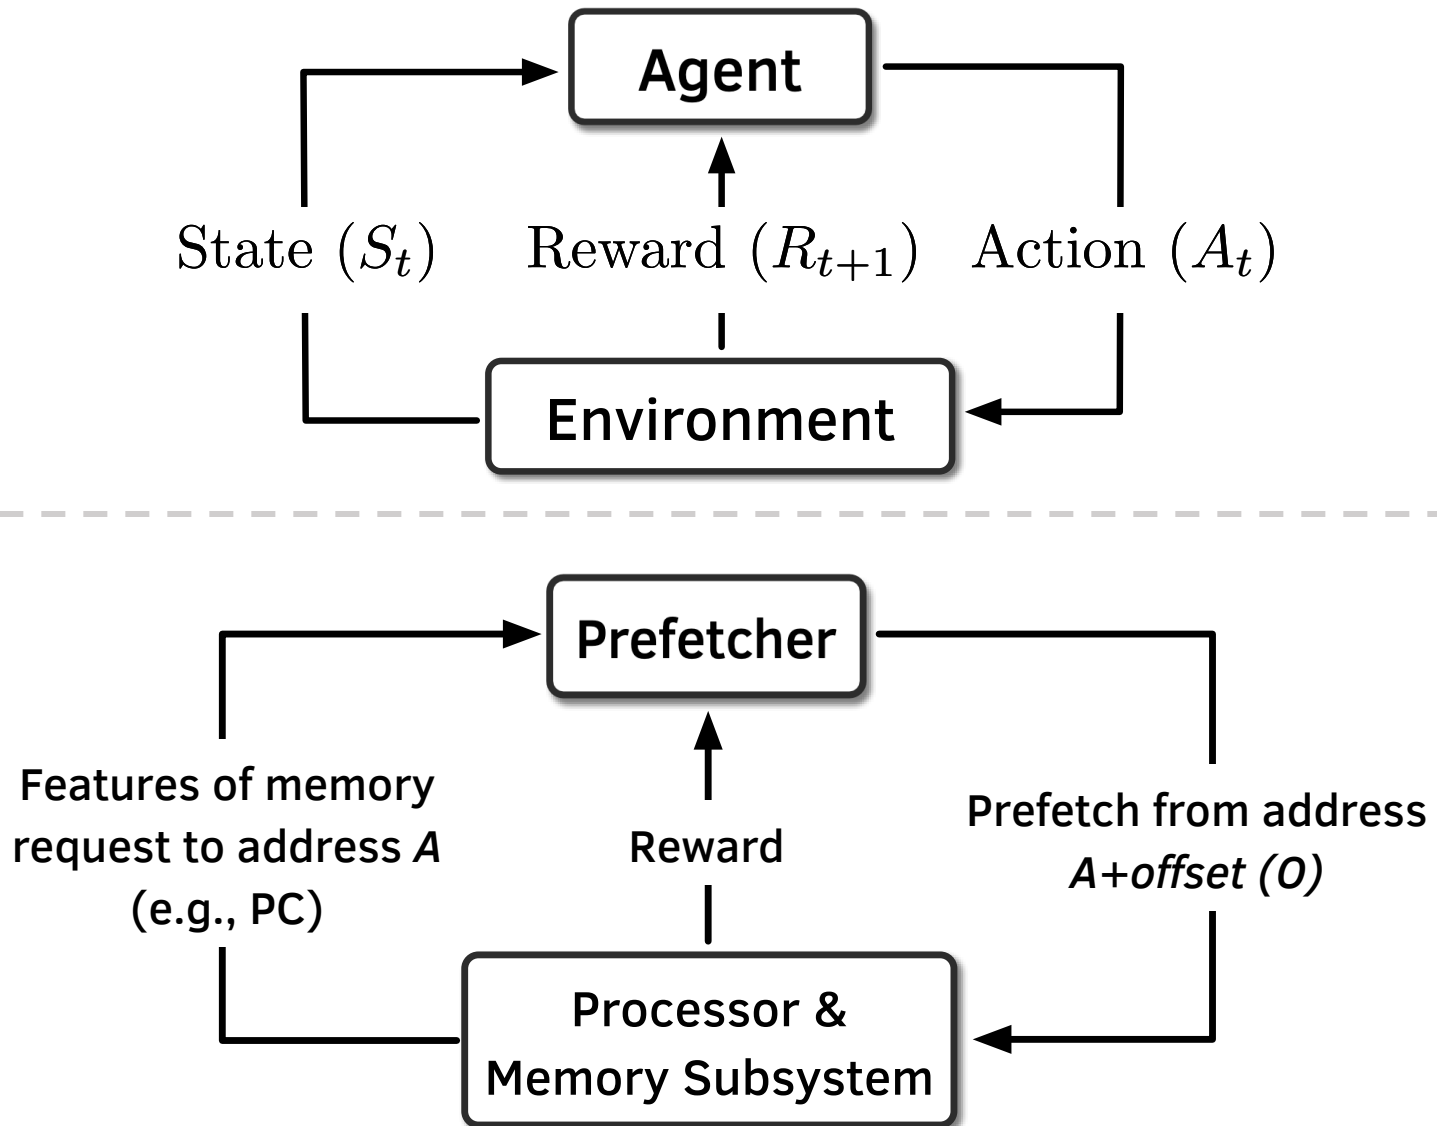 Agent
State (S_t)
Reward (R_{t+1})
Action (A_t)
Environment
Prefetcher
Features of memory
request to address A
(e.g., PC)
Reward
Prefetch from address
A+offset (O)
Processor &
Memory Subsystem